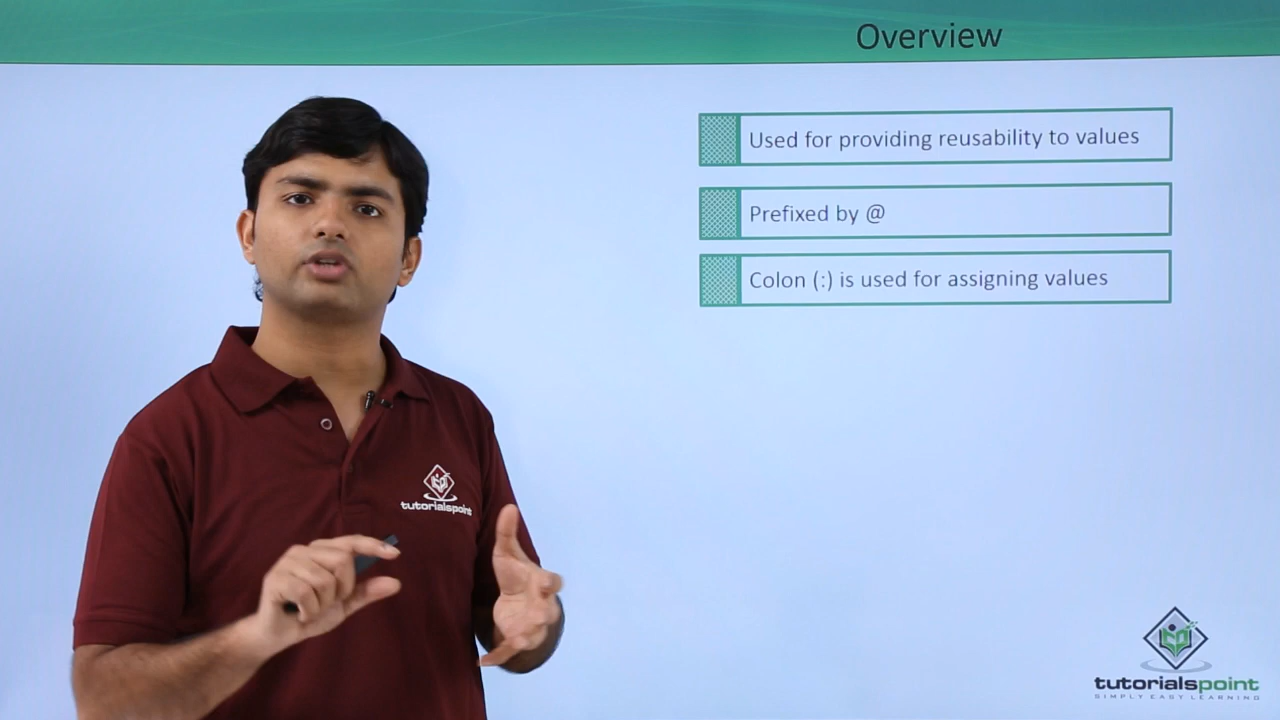 Overview
Used for providing reusability to values
Prefixed by @
Colon (:) is used for assigning values
tutorialspoint
tutorialspoint
SIMPLY EASY LEARNING